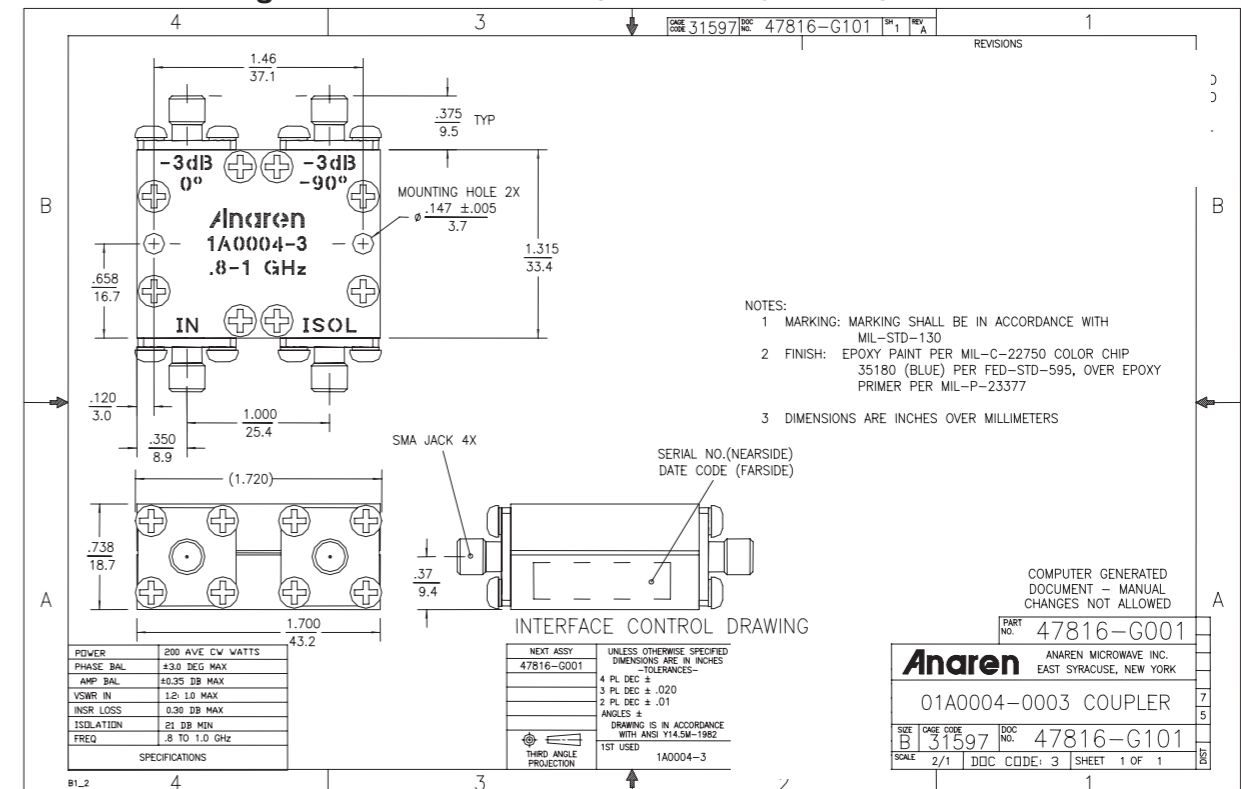 4
3
CAGE CODE 31597 DOC NO. 47816-G101 SH 1 REV A
1
REVISIONS
1.46
37.1
.375 TYP
9.5
-3dB 0° -3dB -90°
MOUNTING HOLE 2X
ø .147 ±.005
3.7
B
B
Anaren
1A0004-3
.8-1 GHz
1.315
33.4
.658
16.7
IN ISOL
NOTES:
1 MARKING: MARKING SHALL BE IN ACCORDANCE WITH
MIL-STD-130
2 FINISH: EPOXY PAINT PER MIL-C-22750 COLOR CHIP
35180 (BLUE) PER FED-STD-595, OVER EPOXY
PRIMER PER MIL-P-23377
3 DIMENSIONS ARE INCHES OVER MILLIMETERS
.120
3.0
1.000
25.4
.350
8.9
SMA JACK 4X
SERIAL NO.(NEARSIDE)
DATE CODE (FARSIDE)
(1.720)
.738
18.7
.37
9.4
A
A
1.700
43.2
INTERFACE CONTROL DRAWING
COMPUTER GENERATED
DOCUMENT - MANUAL
CHANGES NOT ALLOWED
POWER 200 AVE CW WATTS
PHASE BAL ±3.0 DEG MAX
AMP BAL ±0.35 DB MAX
VSWR IN 1.2: 1.0 MAX
INSR LOSS 0.30 DB MAX
ISOLATION 21 DB MIN
FREQ .8 TO 1.0 GHz
SPECIFICATIONS
NEXT ASSY
47816-G001
THIRD ANGLE
PROJECTION
UNLESS OTHERWISE SPECIFIED
DIMENSIONS ARE IN INCHES
-TOLERANCES-
4 PL DEC ±
3 PL DEC ± .020
2 PL DEC ± .01
ANGLES ±
DRAWING IS IN ACCORDANCE
WITH ANSI Y14.5M-1982
1ST USED
1A0004-3
PART NO. 47816-G001
Anaren
ANAREN MICROWAVE INC.
EAST SYRACUSE, NEW YORK
01A0004-0003 COUPLER
7
5
SIZE B CAGE CODE 31597 DOC NO. 47816-G101
SCALE 2/1 DOC CODE: 3 SHEET 1 OF 1
DIST
B1_2
4
3
1